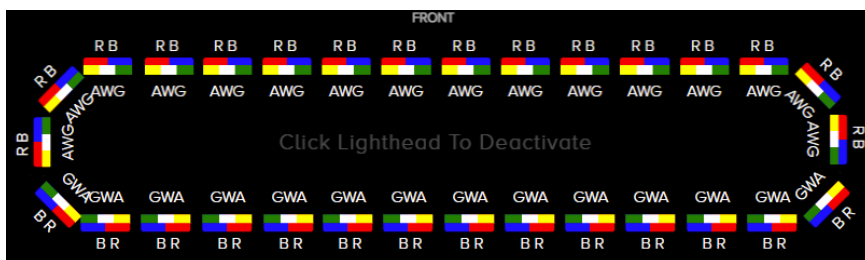 FRONT
R B R B R B R B R B R B R B R B R B R B R B R B
R B R B
AWG AWG AWG AWG AWG AWG AWG AWG AWG AWG AWG AWG
AWG AWG
R B AWG Click Lighthead To Deactivate AWG R B
GWA GWA
GWA GWA GWA GWA GWA GWA GWA GWA GWA GWA GWA GWA
B R B R
B R B R B R B R B R B R B R B R B R B R B R B R